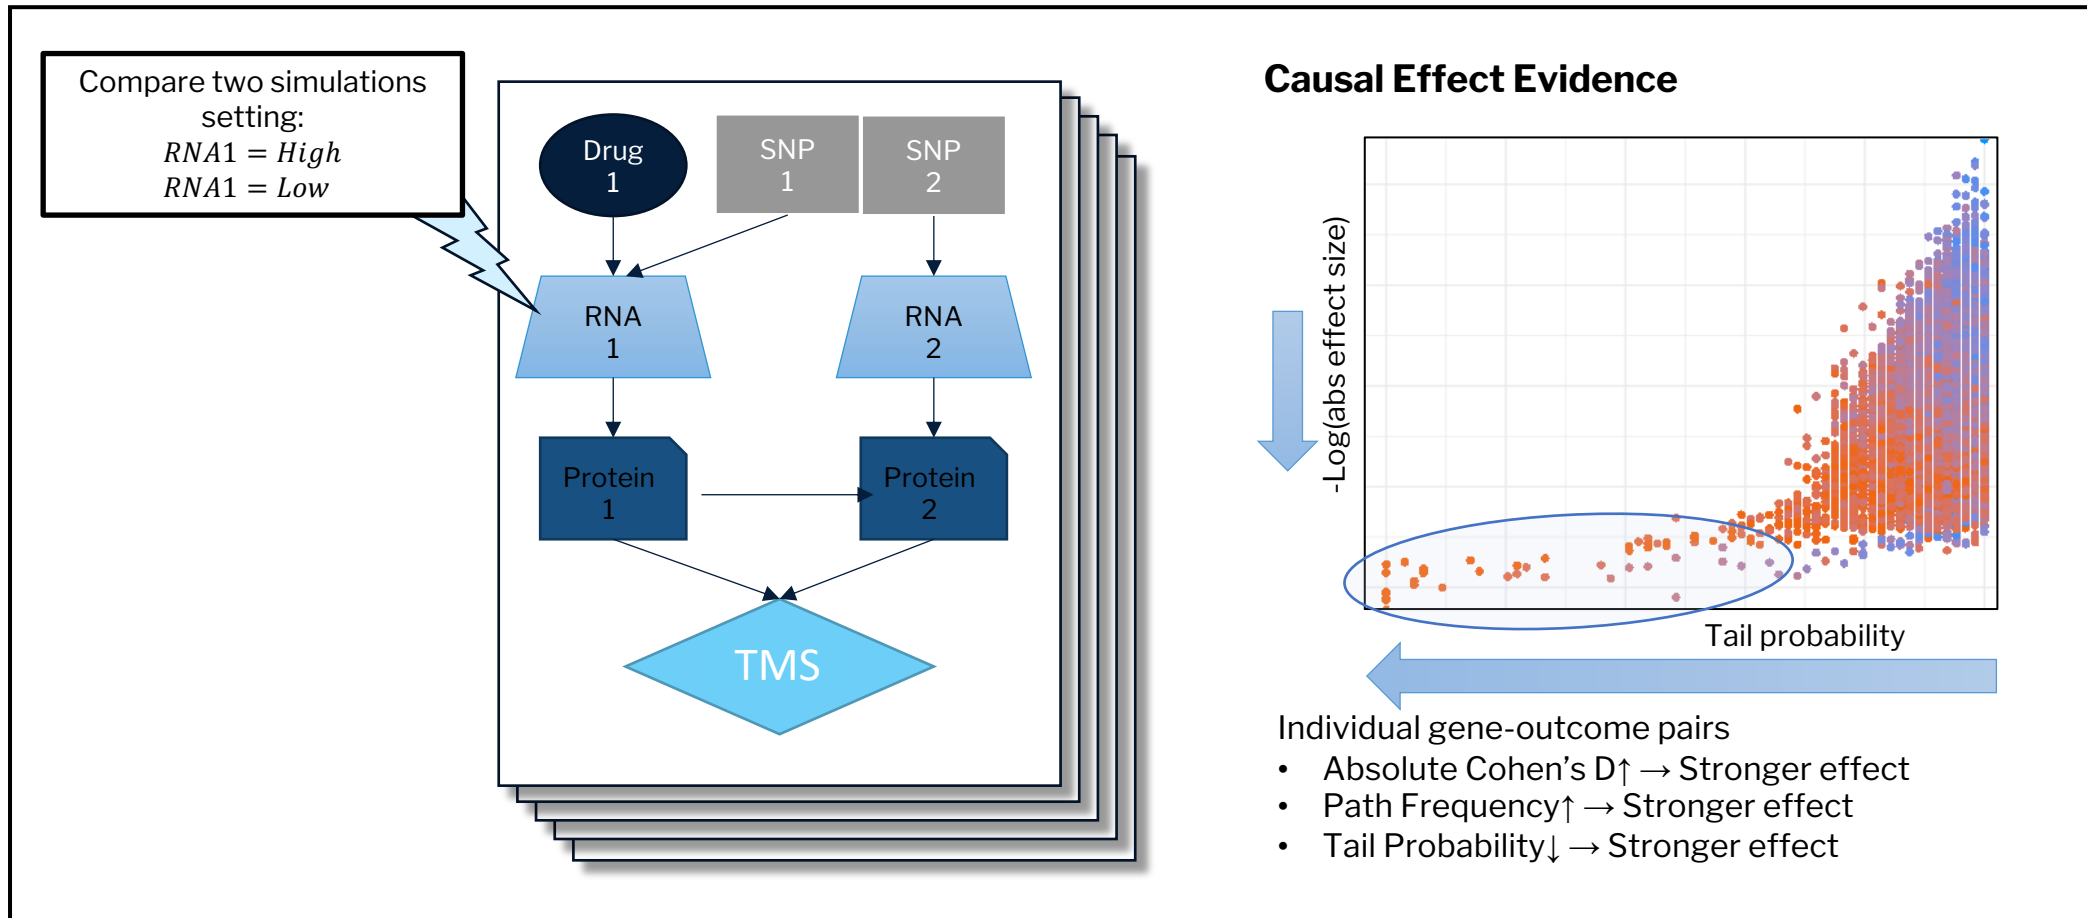 Compare two simulations
setting:
RNA1 = High
RNA1 = Low
Drug
1
SNP
1
SNP
2
RNA
1
RNA
2
Protein
1
Protein
2
TMS
Causal Effect Evidence
-Log(abs effect size)
Tail probability
Individual gene-outcome pairs
• Absolute Cohen’s D↑ → Stronger effect
• Path Frequency↑ → Stronger effect
• Tail Probability↓ → Stronger effect